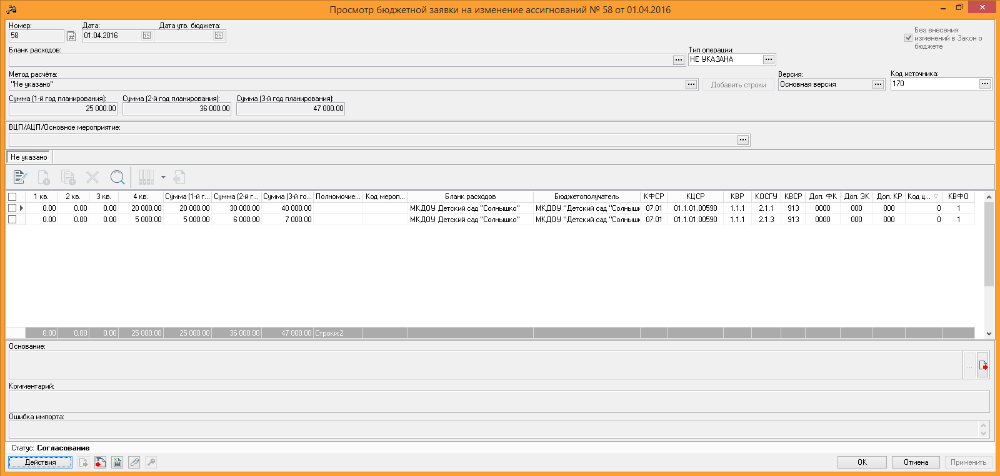 Просмотр бюджетной заявки на изменение ассигнований № 58 от 01.04.2016
Номер: Дата: Дата утв. бюджета:
58 01.04.2016 15 15
Без внесения
изменений в Закон о
бюджете
Бланк расходов: Тип операции:
... НЕ УКАЗАНА ...
Метод расчёта: Версия: Код источника:
"Не указано" ... Добавить строки Основная версия ... 170 ...
Сумма (1-й год планирования): Сумма (2-й год планирования): Сумма (3-й год планирования):
25 000.00 36 000.00 47 000.00
ВЦП/АЦП/Основное мероприятие:
...
Не указано
1 кв. 2 кв. 3 кв. 4 кв. Сумма (1-й г... Сумма (2-й г... Сумма (3-й го... Полномочие... Код мероп... Бланк расходов Бюджетополучатель КФСР КЦСР КВР КОСГУ КВСР Доп. ФК Доп. ЭК Доп. КР Код ц... КВФО
0.00 0.00 0.00 20 000.00 20 000.00 30 000.00 40 000.00 МКДОУ Детский сад "Солнышко" МКДОУ "Детский сад "Солнышк 07.01 01.1.01.00590 1.1.1 2.1.1 913 0000 000 000 0 1
0.00 0.00 0.00 5 000.00 5 000.00 6 000.00 7 000.00 МКДОУ Детский сад "Солнышко" МКДОУ "Детский сад "Солнышк 07.01 01.1.01.00590 1.1.1 2.1.3 913 0000 000 000 0 1
0.00 0.00 0.00 25 000.00 25 000.00 36 000.00 47 000.00 Строки:2
Основание:
...
Комментарий:
Ошибка импорта:
Статус: Согласование
Действия OK Отмена Применить